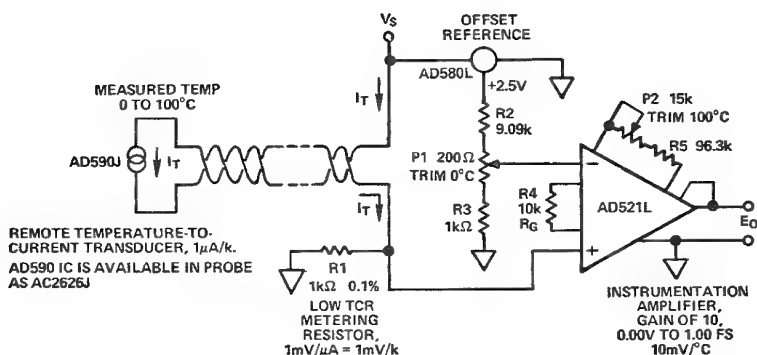 VS
OFFSET
REFERENCE
AD580L
+2.5V
MEASURED TEMP
0 TO 100°C
IT
AD590J
IT
R2
9.09k
P2 15k
TRIM 100°C
R5 96.3k
P1 200Ω
TRIM 0°C
R4
10k
RG
R3
1kΩ
−
AD521L
+
EO
IT
REMOTE TEMPERATURE-TO-
CURRENT TRANSDUCER, 1μA/k.
AD590 IC IS AVAILABLE IN PROBE
AS AC2626J
R1
1kΩ 0.1%
LOW TCR
METERING
RESISTOR,
1mV/μA = 1mV/k
INSTRUMENTATION
AMPLIFIER,
GAIN OF 10,
0.00V TO 1.00 FS
10mV/°C